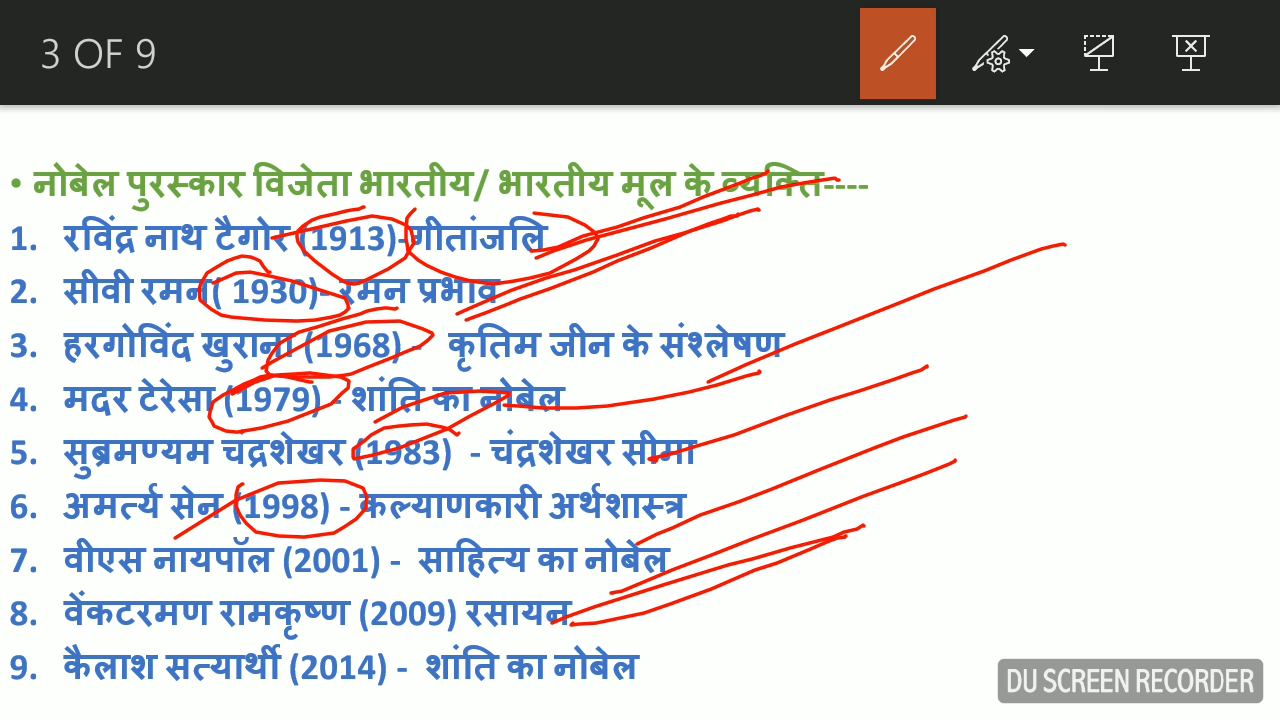 3 OF 9
• नोबेल पुरस्कार विजेता भारतीय/ भारतीय मूल के व्यक्ति----
1. रविंद्र नाथ टैगोर (1913)-गीतांजलि
2. सीवी रमन( 1930)- रमन प्रभाव
3. हरगोविंद खुराना (1968) - कृतिम जीन के संश्लेषण
4. मदर टेरेसा (1979) - शांति का नोबेल
5. सुब्रमण्यम चद्रशेखर (1983) - चंद्रशेखर सीमा
6. अमर्त्य सेन (1998) - कल्याणकारी अर्थशास्त्र
7. वीएस नायपॉल (2001) - साहित्य का नोबेल
8. वेंकटरमण रामकृष्ण (2009) रसायन
9. कैलाश सत्यार्थी (2014) - शांति का नोबेल
DU SCREEN RECORDER